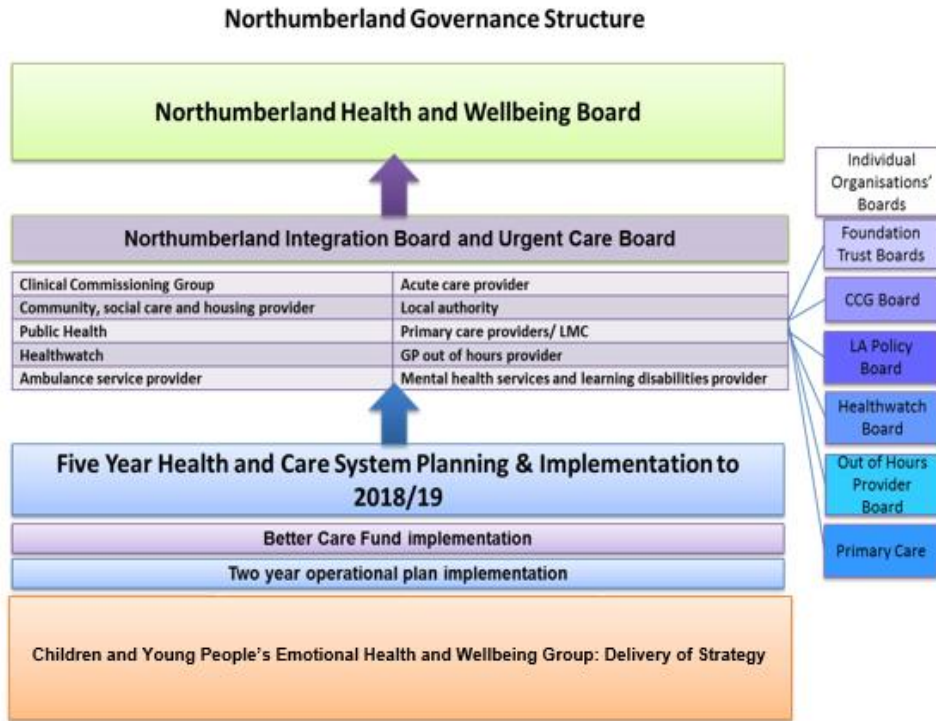 Northumberland Governance Structure
Northumberland Health and Wellbeing Board
Northumberland Integration Board and Urgent Care Board
Clinical Commissioning Group
Acute care provider
Community, social care and housing provider
Local authority
Public Health
Primary care providers/ LMC
Healthwatch
GP out of hours provider
Ambulance service provider
Mental health services and learning disabilities provider
Five Year Health and Care System Planning & Implementation to
2018/19
Better Care Fund implementation
Two year operational plan implementation
Children and Young People's Emotional Health and Wellbeing Group: Delivery of Strategy
Individual
Organisations'
Boards
Foundation
Trust Boards
CCG Board
LA Policy
Board
Healthwatch
Board
Out of Hours
Provider
Board
Primary Care